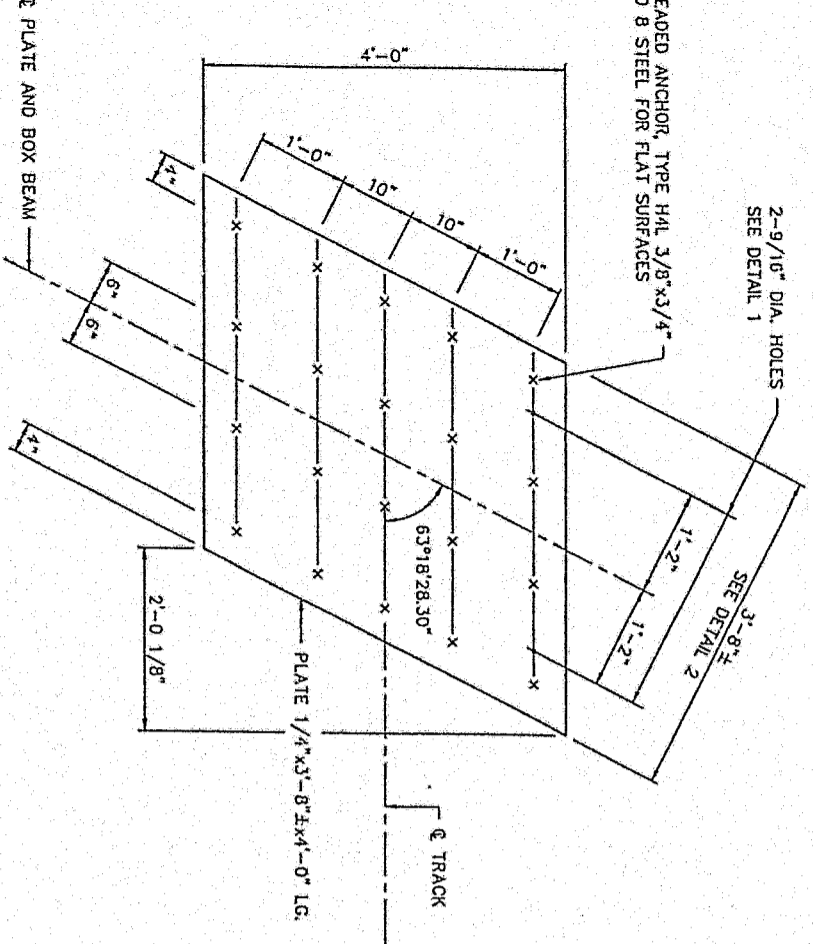 2-9/16" DIA. HOLES
SEE DETAIL 1
EADED ANCHOR, TYPE H4L 3/8"x3/4"
8 STEEL FOR FLAT SURFACES
4'-0"
1'-0"
10"
10"
1'-0"
4"
6"
6"
4"
℄ PLATE AND BOX BEAM
1'-2"
1'-2"
3'-8"±
SEE DETAIL 2
63°18'28.30"
2'-0 1/8"
PLATE 1/4"x3'-8"±x4'-0" LG.
℄ TRACK